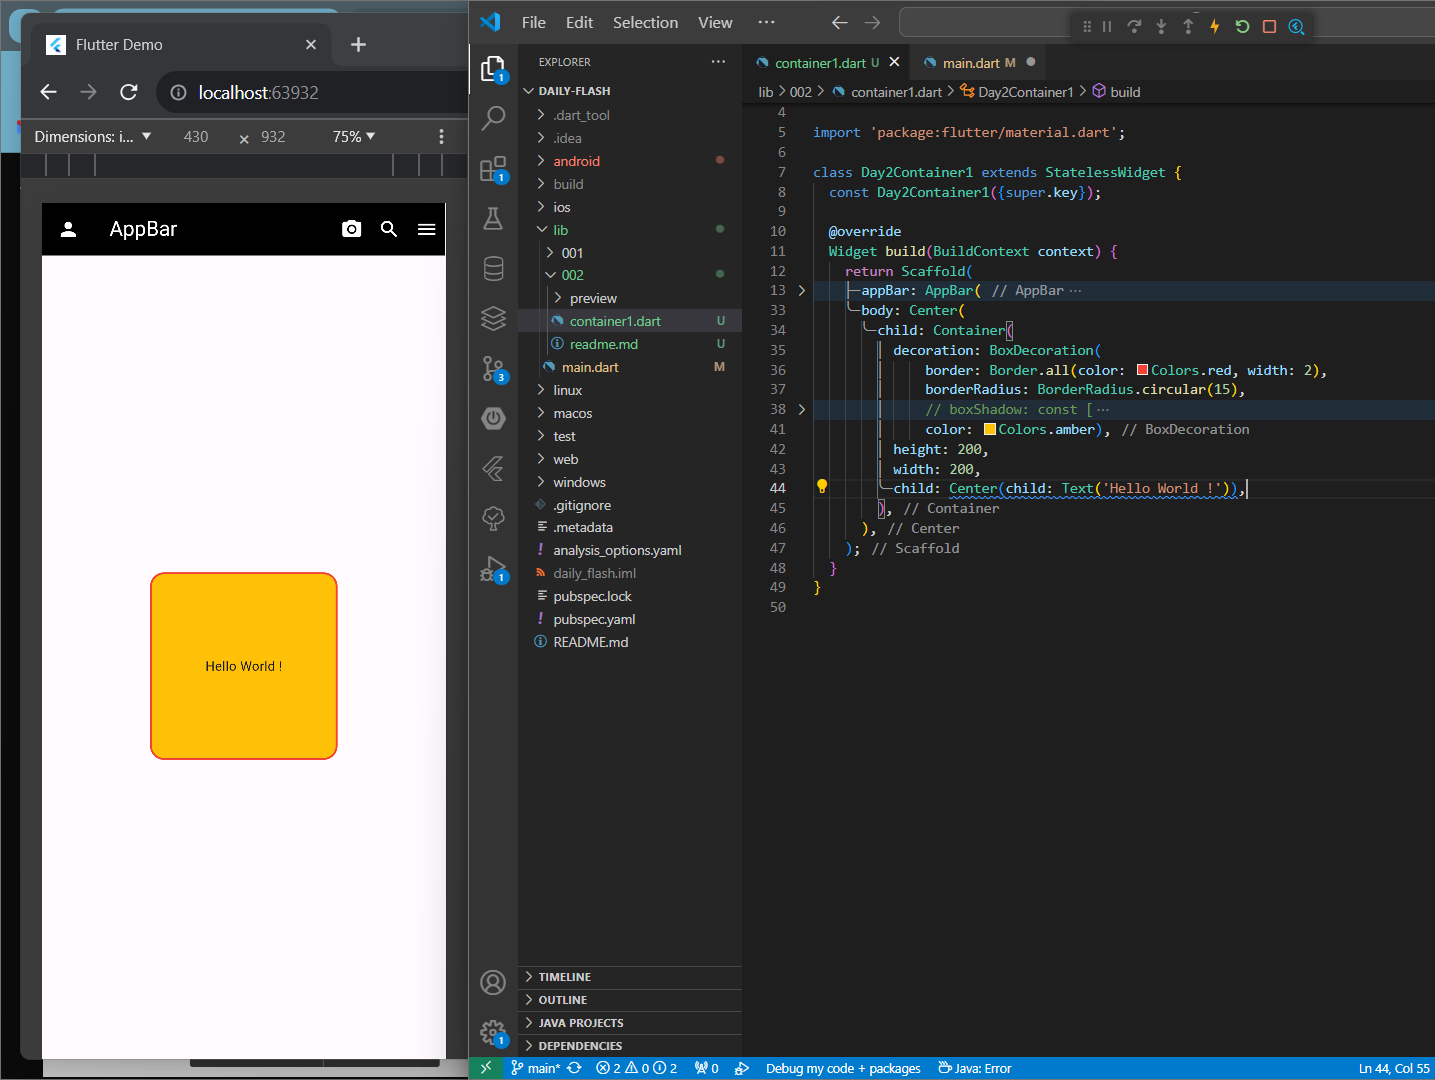 Flutter Demo
localhost:63932
Dimensions: i... 430 × 932 75%
AppBar
Hello World !
File Edit Selection View ...
EXPLORER ...
DAILY-FLASH
.dart_tool
.idea
android
build
ios
lib
001
002
preview
container1.dart U
readme.md U
main.dart M
linux
macos
test
web
windows
.gitignore
.metadata
analysis_options.yaml
daily_flash.iml
pubspec.lock
pubspec.yaml
README.md
TIMELINE
OUTLINE
JAVA PROJECTS
DEPENDENCIES
1
1
3
1
1
container1.dart U main.dart M
lib > 002 > container1.dart > Day2Container1 > build
4
5 import 'package:flutter/material.dart';
6
7 class Day2Container1 extends StatelessWidget {
8 const Day2Container1({super.key});
9
10 @override
11 Widget build(BuildContext context) {
12 return Scaffold(
13 appBar: AppBar( // AppBar ...
33 body: Center(
34 child: Container(
35 decoration: BoxDecoration(
36 border: Border.all(color: Colors.red, width: 2),
37 borderRadius: BorderRadius.circular(15),
38 // boxShadow: const [ ...
41 color: Colors.amber), // BoxDecoration
42 height: 200,
43 width: 200,
44 child: Center(child: Text('Hello World !')),
45 ), // Container
46 ), // Center
47 ); // Scaffold
48 }
49 }
50
main* 2 0 2 0 Debug my code + packages Java: Error Ln 44, Col 55